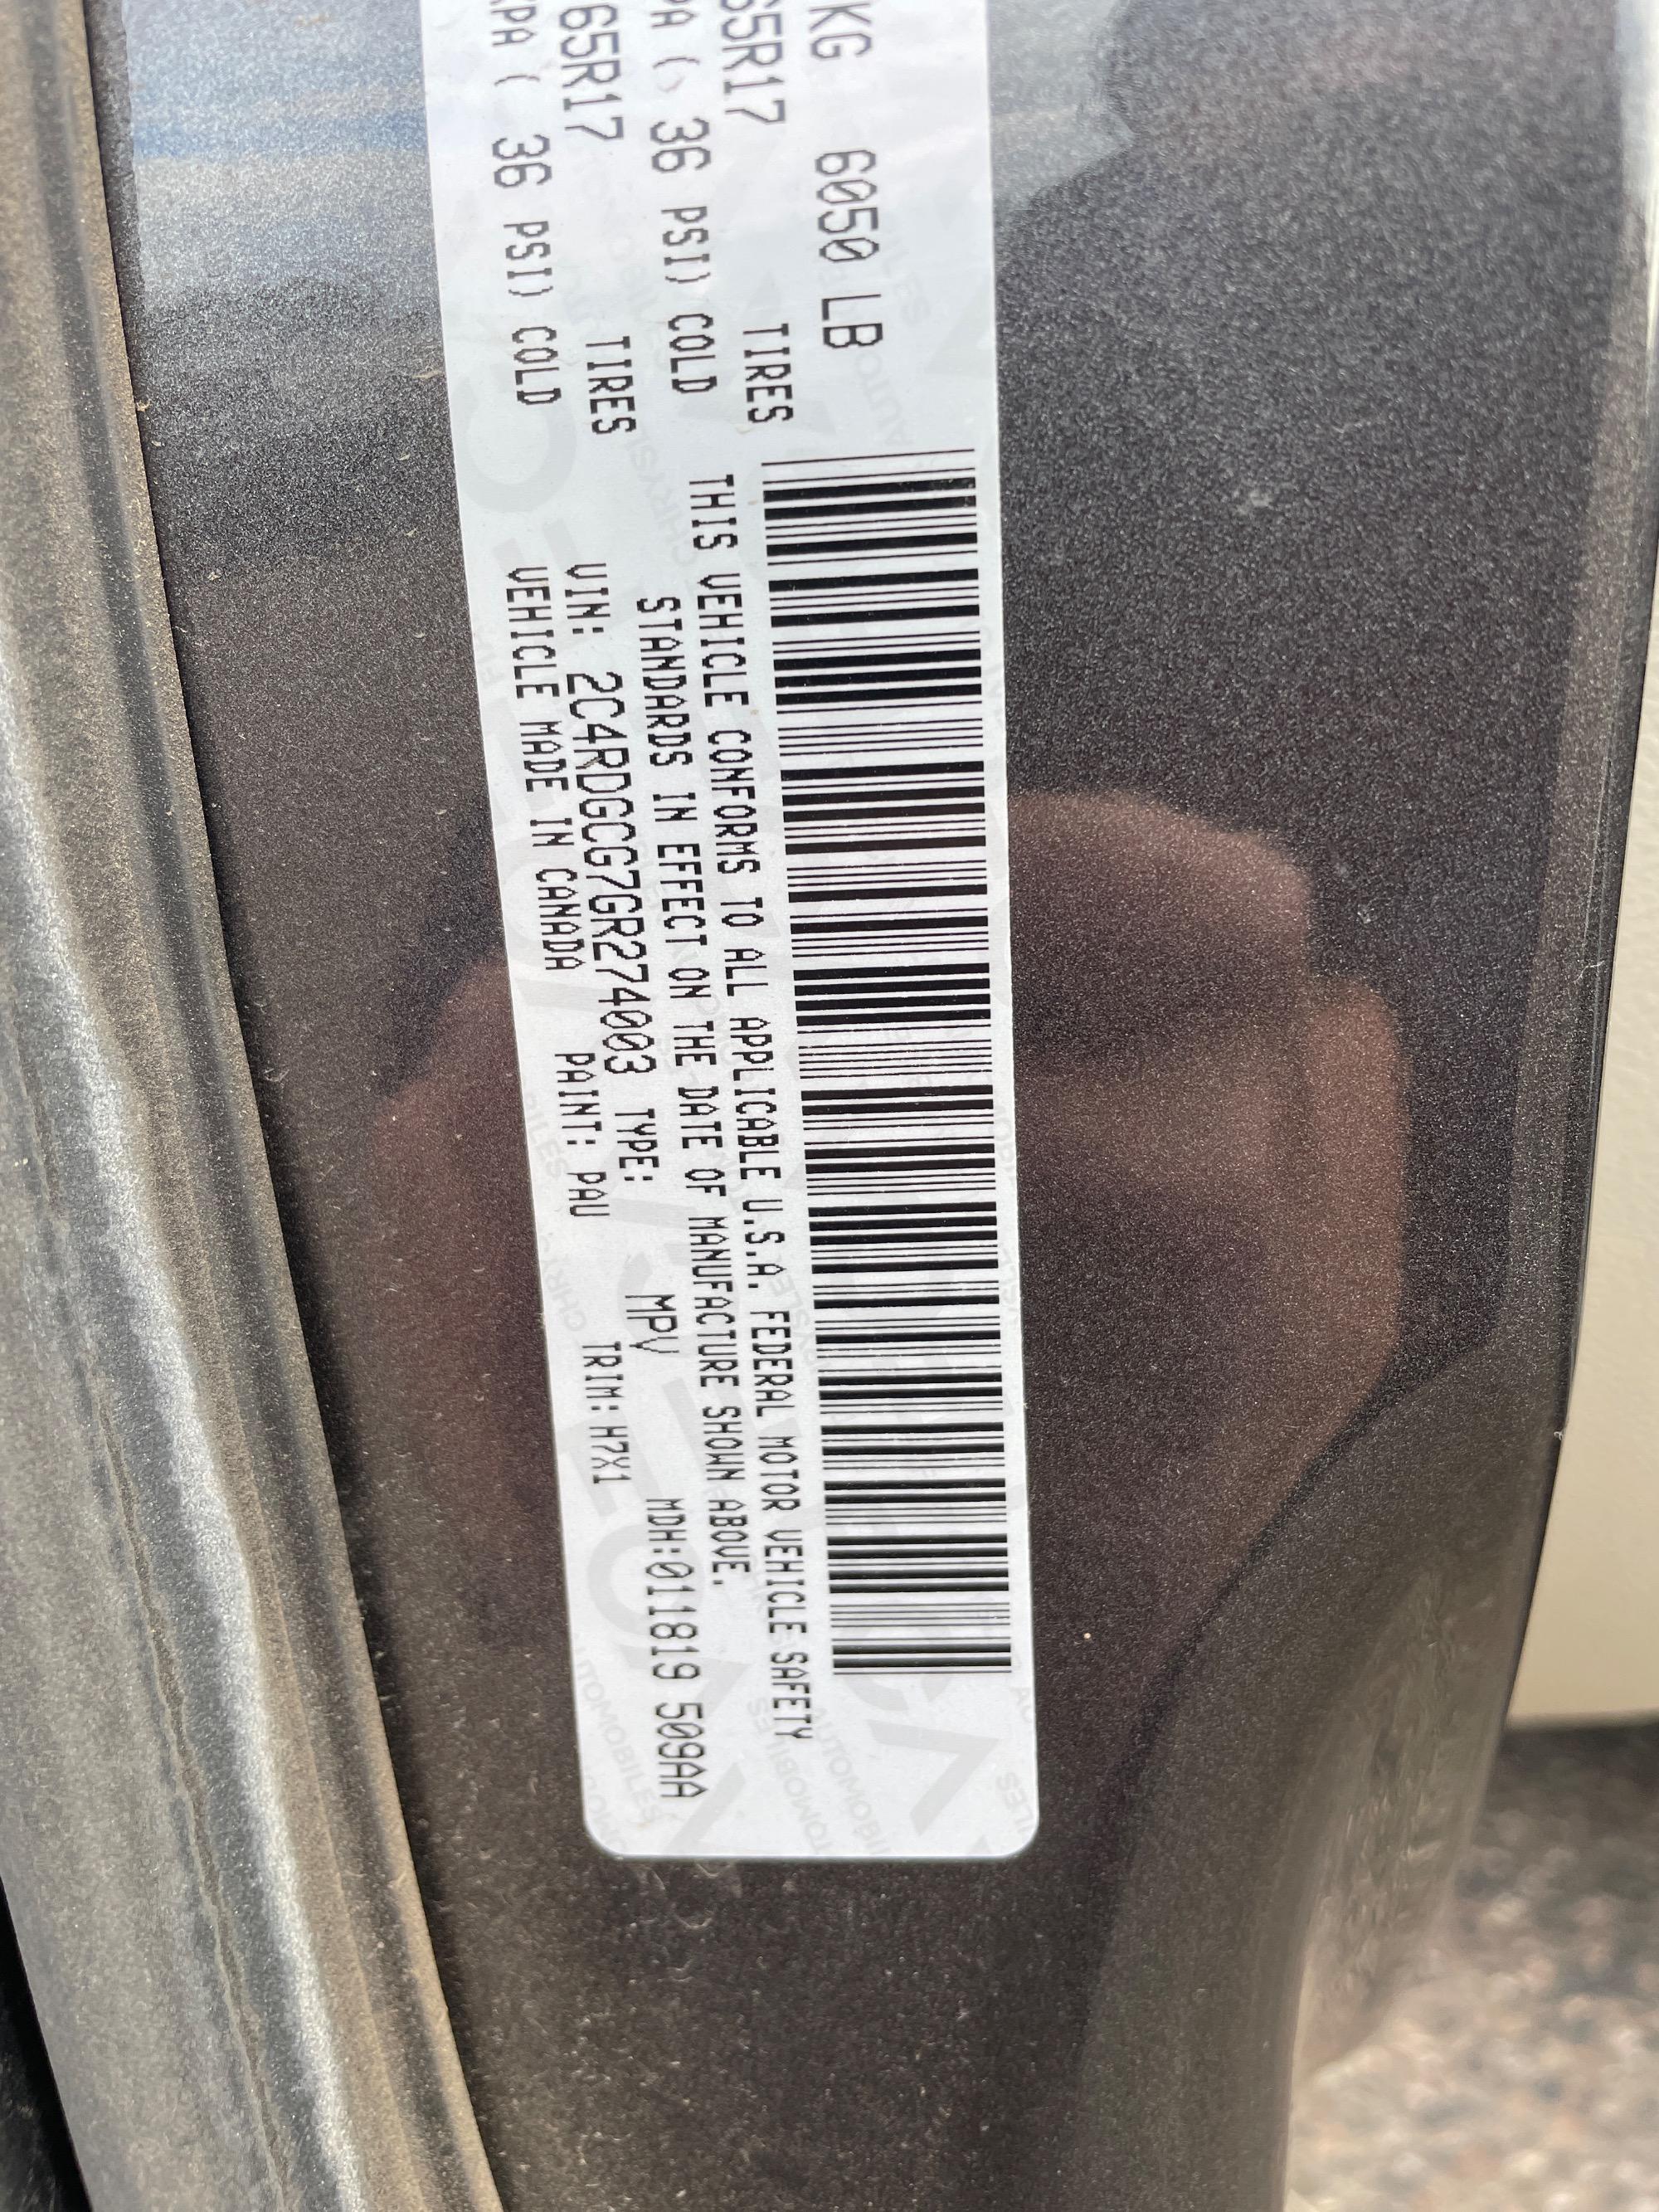 KG 6050 LB
65R17 TIRES
PA ( 36 PSI) COLD
65R17 TIRES
KPA ( 36 PSI) COLD
THIS VEHICLE CONFORMS TO ALL APPLICABLE U.S.A. FEDERAL MOTOR VEHICLE SAFETY
STANDARDS IN EFFECT ON THE DATE OF MANUFACTURE SHOWN ABOVE.
VIN: 2C4RDGCG7GR274003 TYPE: MPV MDH:011819 509AA
VEHICLE MADE IN CANADA PAINT: PAU TRIM: H7X1